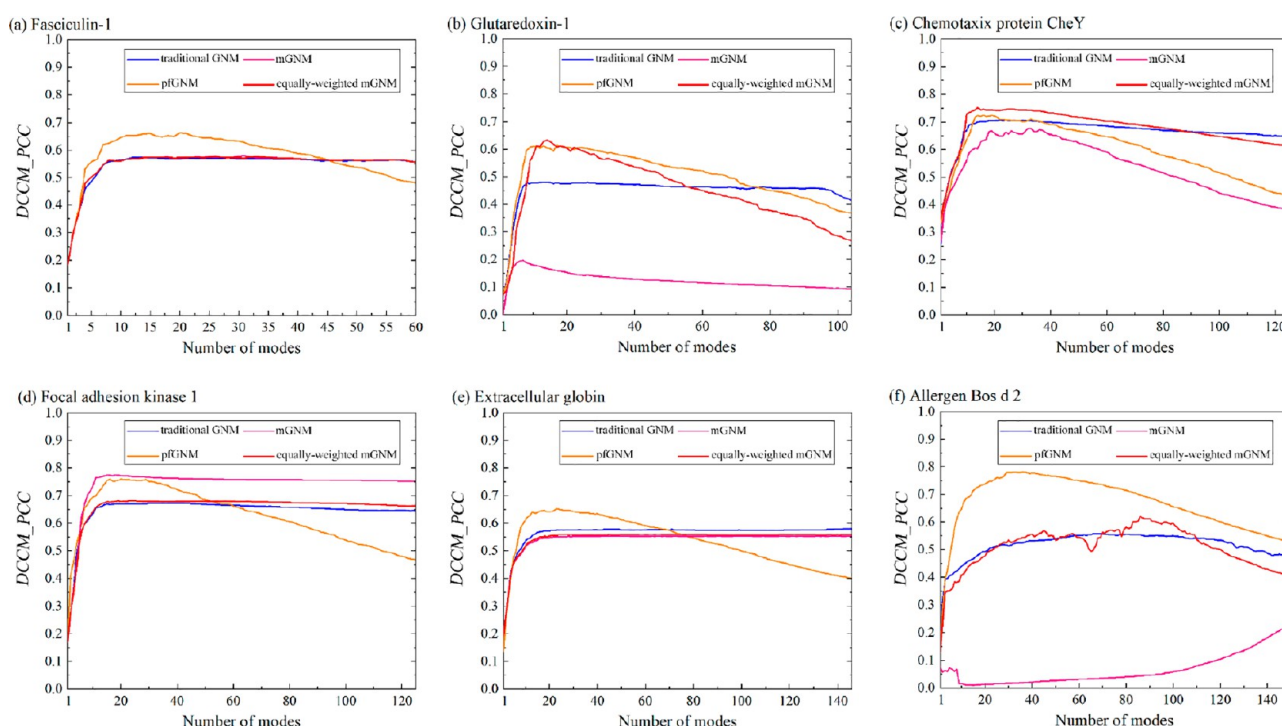 (a) Fasciculin-1
traditional GNM
mGNM
pfGNM
equally-weighted mGNM
1.0
0.9
0.8
0.7
0.6
0.5
0.4
0.3
0.2
0.1
0.0
DCCM_PCC
1 5 10 15 20 25 30 35 40 45 50 55 60
Number of modes
(b) Glutaredoxin-1
traditional GNM
mGNM
pfGNM
equally-weighted mGNM
1.0
0.9
0.8
0.7
0.6
0.5
0.4
0.3
0.2
0.1
0.0
DCCM_PCC
1 20 40 60 80 100
Number of modes
(c) Chemotaxix protein CheY
traditional GNM
mGNM
pfGNM
equally-weighted mGNM
1.0
0.9
0.8
0.7
0.6
0.5
0.4
0.3
0.2
0.1
0.0
DCCM_PCC
1 20 40 60 80 100 120
Number of modes
(d) Focal adhesion kinase 1
traditional GNM
mGNM
pfGNM
equally-weighted mGNM
1.0
0.9
0.8
0.7
0.6
0.5
0.4
0.3
0.2
0.1
0.0
DCCM_PCC
1 20 40 60 80 100 120
Number of modes
(e) Extracellular globin
traditional GNM
mGNM
pfGNM
equally-weighted mGNM
1.0
0.9
0.8
0.7
0.6
0.5
0.4
0.3
0.2
0.1
0.0
DCCM_PCC
1 20 40 60 80 100 120 140
Number of modes
(f) Allergen Bos d 2
traditional GNM
mGNM
pfGNM
equally-weighted mGNM
1.0
0.9
0.8
0.7
0.6
0.5
0.4
0.3
0.2
0.1
0.0
DCCM_PCC
1 20 40 60 80 100 120 140
Number of modes